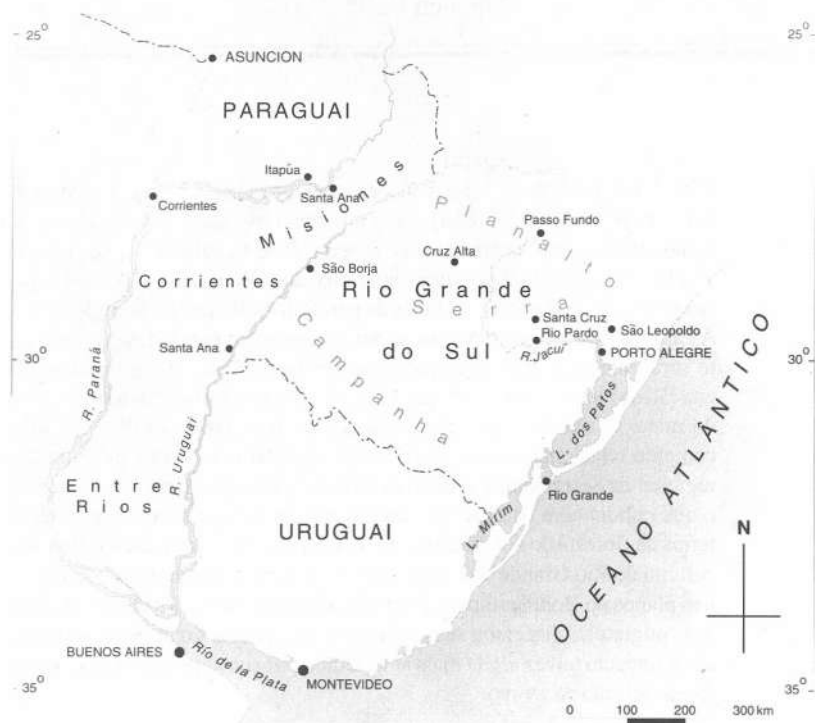 25°
25°
ASUNCION
PARAGUAI
Itapúa
Santa Ana
Corrientes
Misiones
Planalto
Passo Fundo
Cruz Alta
São Borja
Corrientes
Rio Grande
do Sul
Serra
Santa Cruz
Rio Pardo
São Leopoldo
R. Jacuí
PORTO ALEGRE
Santa Ana
30°
30°
Campanha
R. Paraná
R. Uruguai
L. dos Patos
OCEANO ATLÂNTICO
Entre
Rios
Rio Grande
L. Mirim
URUGUAI
N
BUENOS AIRES
Río de la Plata
MONTEVIDEO
35°
35°
0 100 200 300 km